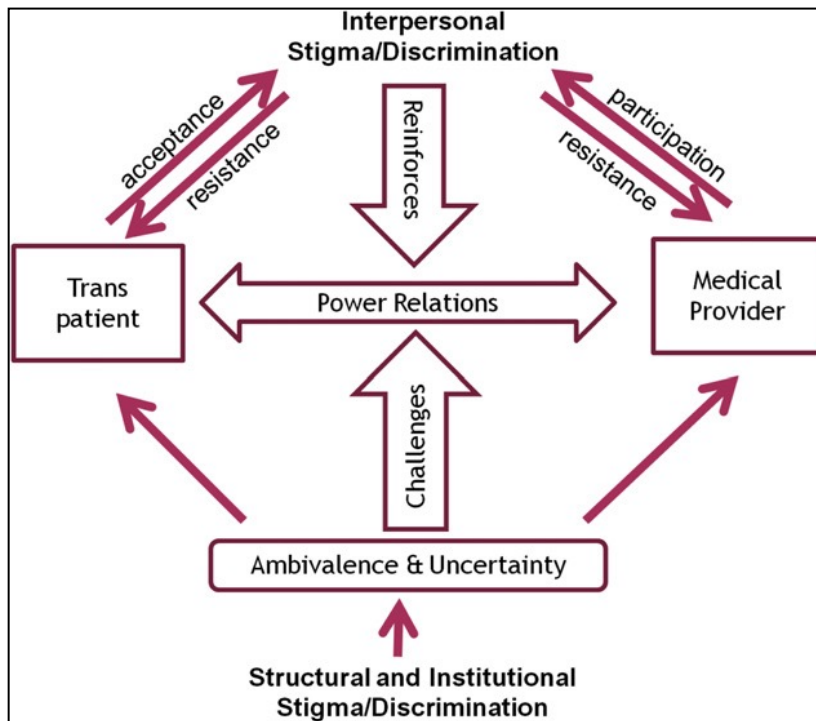 Interpersonal
Stigma/Discrimination
acceptance
resistance
Reinforces
participation
resistance
Trans
patient
Power Relations
Medical
Provider
Challenges
Ambivalence & Uncertainty
Structural and Institutional
Stigma/Discrimination